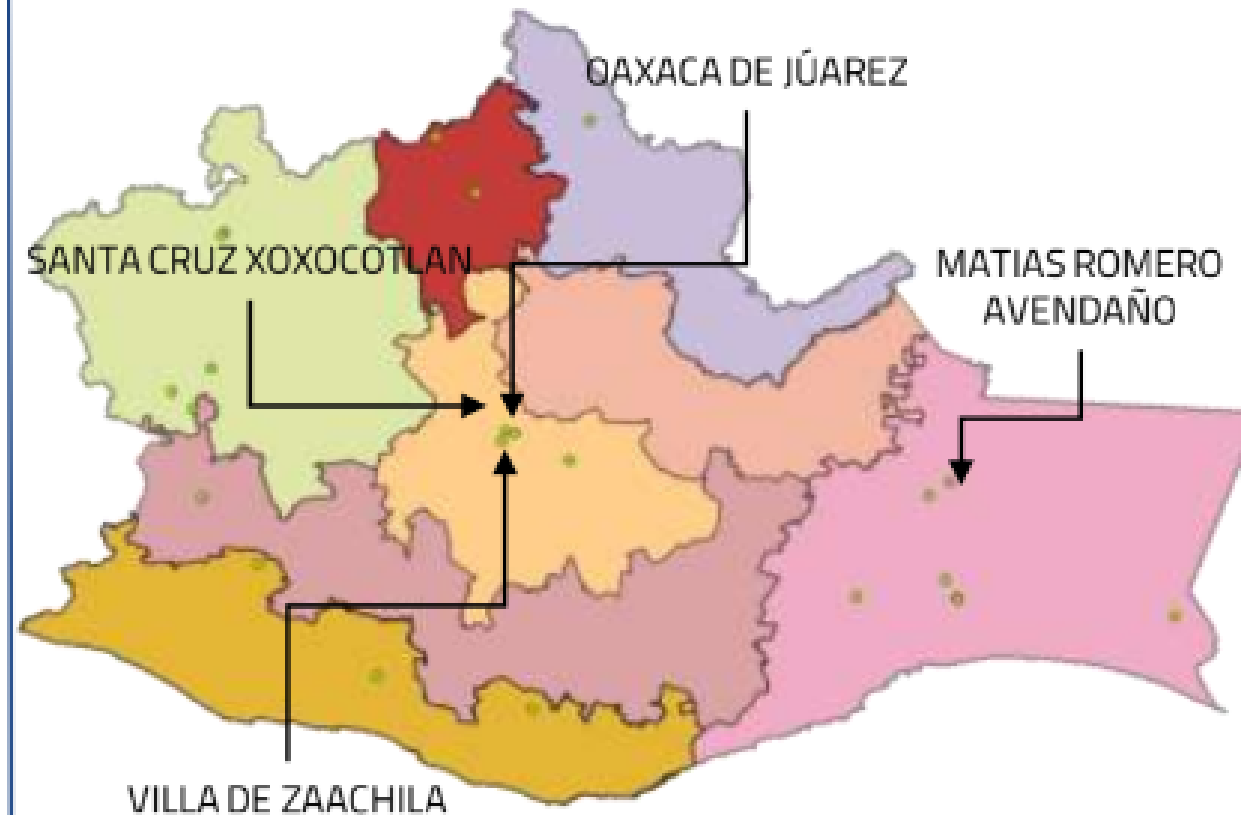 OAXACA DE JÚAREZ
SANTA CRUZ XOXOCOTLAN
MATIAS ROMERO
AVENDAÑO
VILLA DE ZAACHILA